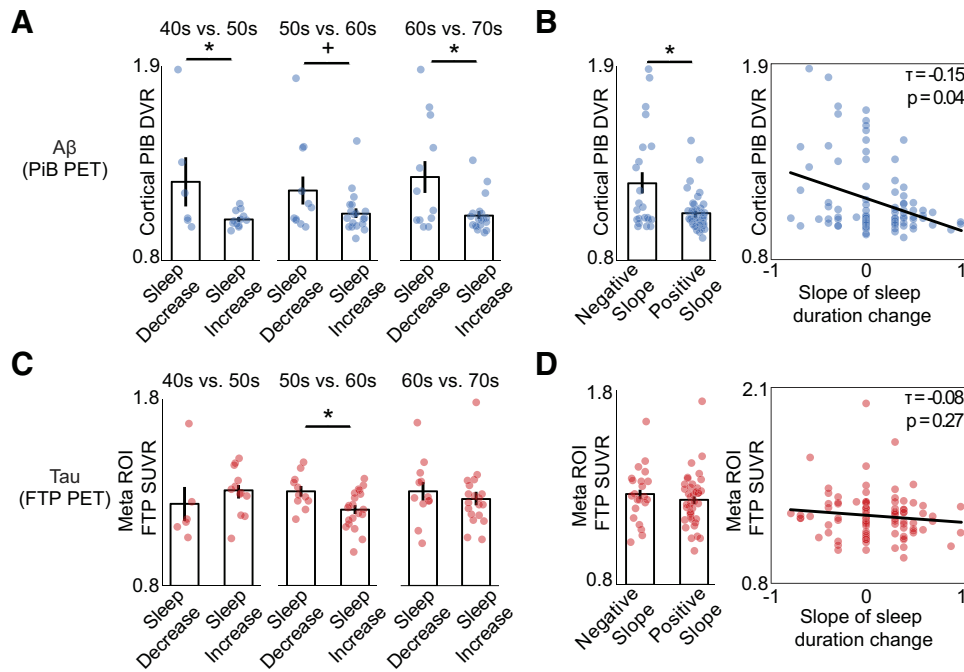 A
40s vs. 50s
50s vs. 60s
60s vs. 70s
*
+
*
Aβ
(PiB PET)
Cortical PIB DVR
1.9
0.8
Sleep
Decrease
Sleep
Increase
Sleep
Decrease
Sleep
Increase
Sleep
Decrease
Sleep
Increase
B
*
Cortical PIB DVR
1.9
0.8
Negative
Slope
Positive
Slope
Cortical PIB DVR
1.9
0.8
τ=-0.15
p=0.04
-1
0
1
Slope of sleep
duration change
C
40s vs. 50s
50s vs. 60s
60s vs. 70s
*
Tau
(FTP PET)
Meta ROI
FTP SUVR
1.8
0.8
Sleep
Decrease
Sleep
Increase
Sleep
Decrease
Sleep
Increase
Sleep
Decrease
Sleep
Increase
D
Meta ROI
FTP SUVR
1.8
0.8
Negative
Slope
Positive
Slope
Meta ROI
FTP SUVR
2.1
0.8
τ=-0.08
p=0.27
-1
0
1
Slope of sleep
duration change